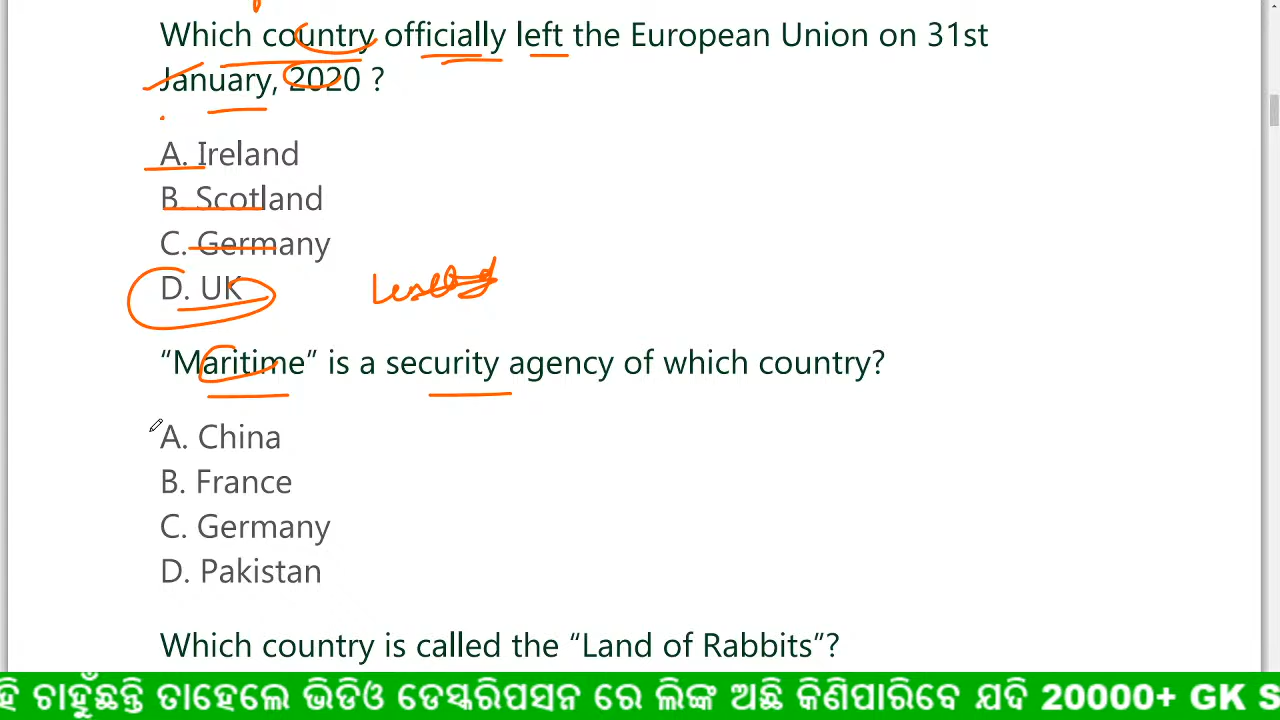 Which country officially left the European Union on 31st
January, 2020 ?
A. Ireland
B. Scotland
C. Germany
D. UK
“Maritime” is a security agency of which country?
A. China
B. France
C. Germany
D. Pakistan
Which country is called the “Land of Rabbits”?
ହି ଚାହୁଁଛନ୍ତି ତାହେଲେ ଭିଡିଓ ଡେସ୍କରିପସନ ରେ ଲିଙ୍କ ଅଛି କିଣିପାରିବେ ଯଦି 20000+ GK S